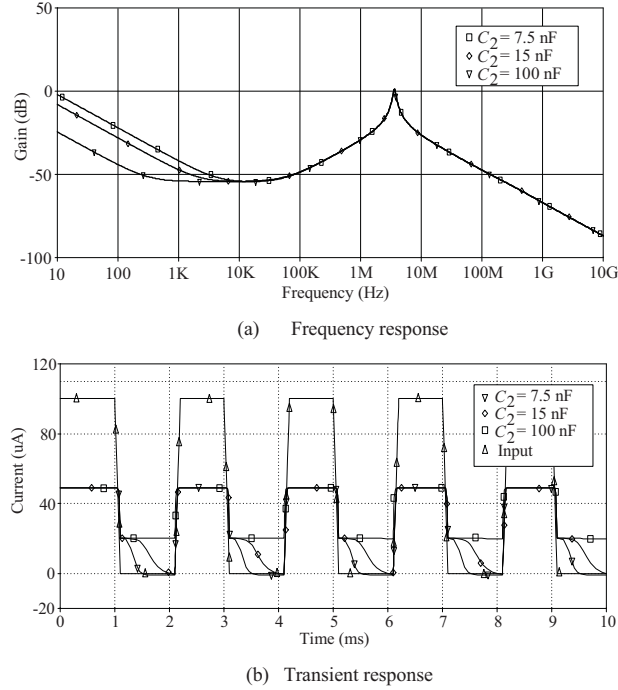 C2 = 7.5 nF
C2 = 15 nF
C2 = 100 nF
Gain (dB)
0
-50
-100
10
100
1K
10K
100K
1M
10M
100M
1G
10G
Frequency (Hz)
(a) Frequency response
120
80
40
0
-20
Current (uA)
C2 = 7.5 nF
C2 = 15 nF
C2 = 100 nF
Input
0
1
2
3
4
5
6
7
8
9
10
Time (ms)
(b) Transient response